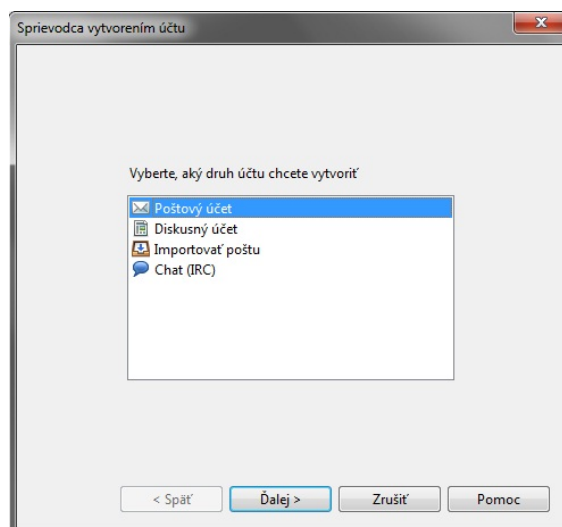 Sprievodca vytvorením účtu
Vyberte, aký druh účtu chcete vytvoriť
Poštový účet
Diskusný účet
Importovať poštu
Chat (IRC)
< Späť Ďalej > Zrušiť Pomoc